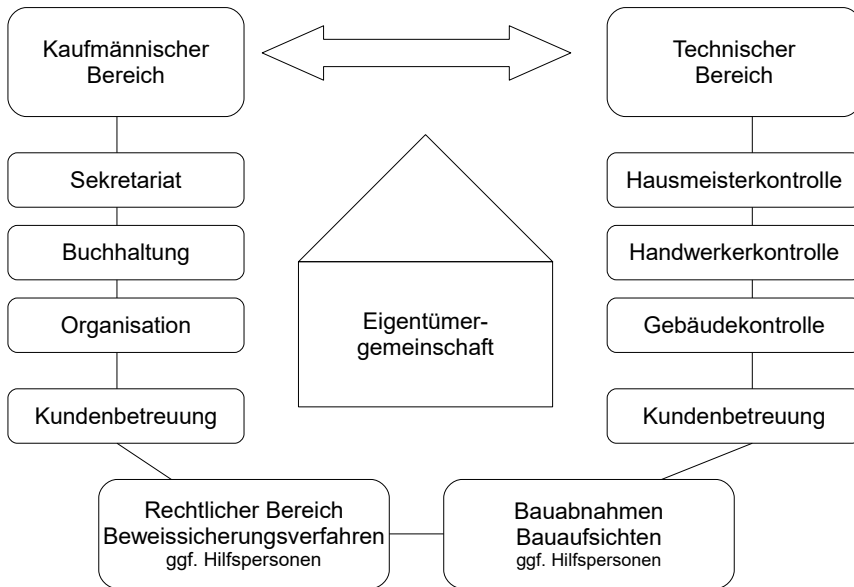 Kaufmännischer
Bereich
Technischer
Bereich
Sekretariat
Hausmeisterkontrolle
Buchhaltung
Handwerkerkontrolle
Organisation
Gebäudekontrolle
Eigentümer-
gemeinschaft
Kundenbetreuung
Kundenbetreuung
Rechtlicher Bereich
Beweissicherungsverfahren
ggf. Hilfspersonen
Bauabnahmen
Bauaufsichten
ggf. Hilfspersonen